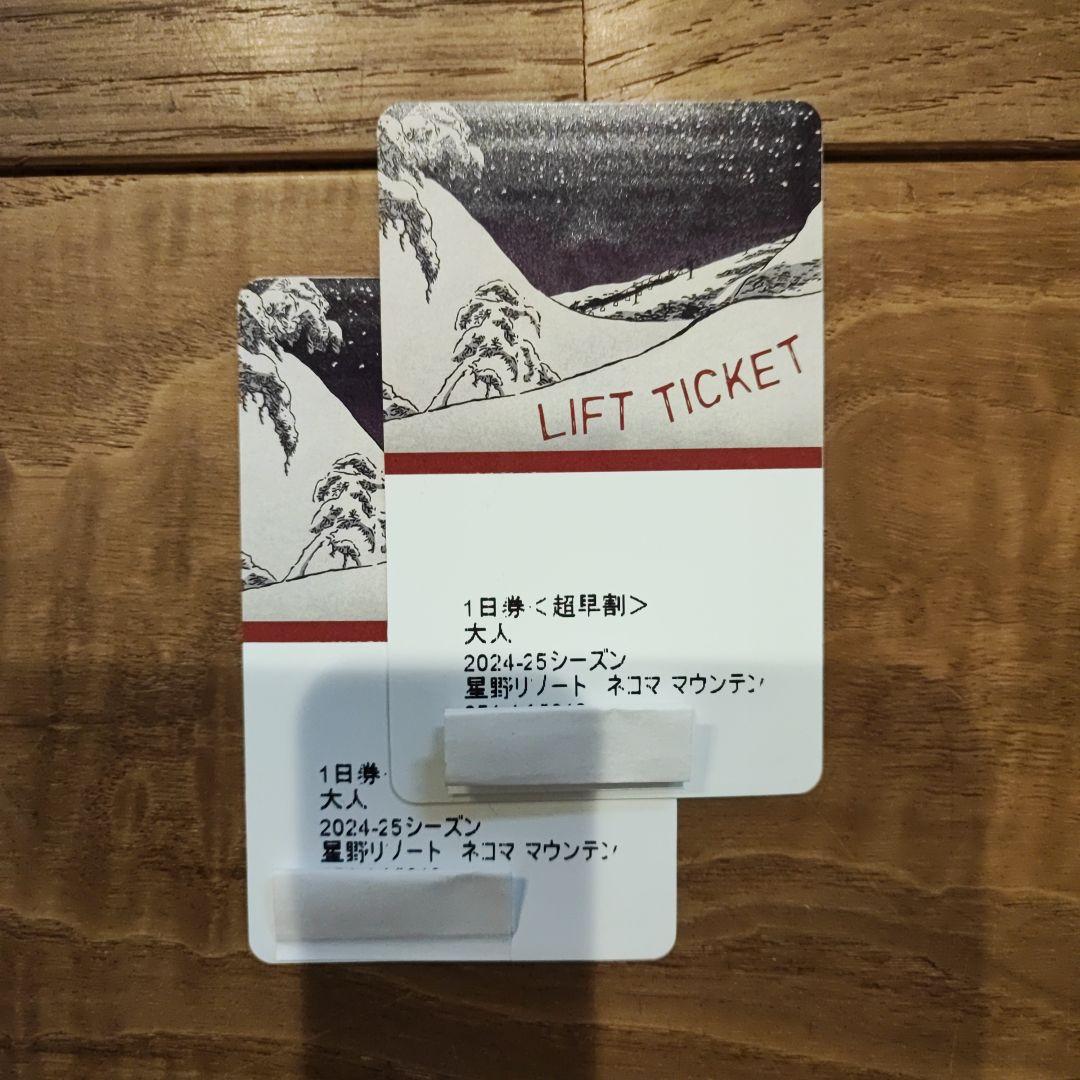 LIFT TICKET
1日券<超早割>
大人
2024-25シーズン
星野リゾート ネコマ マウンテン
1日券
大人
2024-25シーズン
星野リゾート ネコマ マウンテン